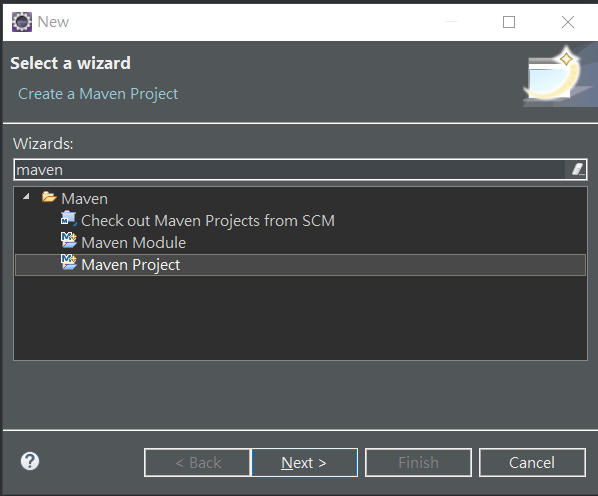 New
Select a wizard
Create a Maven Project
Wizards:
maven
Maven
Check out Maven Projects from SCM
Maven Module
Maven Project
< Back
Next >
Finish
Cancel